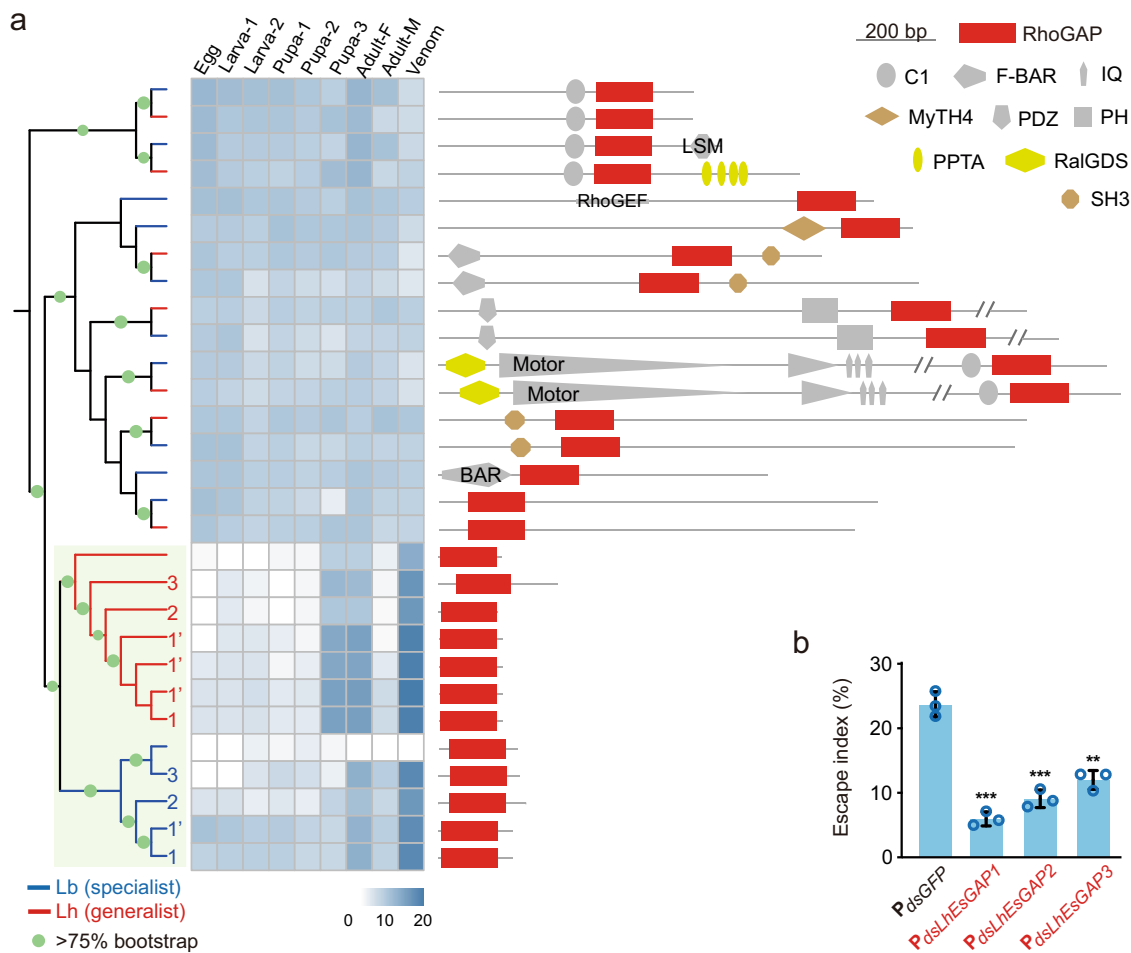 a
Egg Larva-1 Larva-2 Pupa-1 Pupa-2 Pupa-3 Adult-F Adult-M Venom
200 bp RhoGAP
C1 F-BAR IQ
MyTH4 PDZ PH
PPTA RalGDS
SH3
LSM
RhoGEF
Motor
Motor
BAR
3
2
1’
1’
1’
1
3
2
1’
1
Lb (specialist)
Lh (generalist)
>75% bootstrap
0 20
b
Escape index (%)
30
20
10
0
***
***
**
PdsGFP
PdsLhEsGAP1
PdsLhEsGAP2
PdsLhEsGAP3